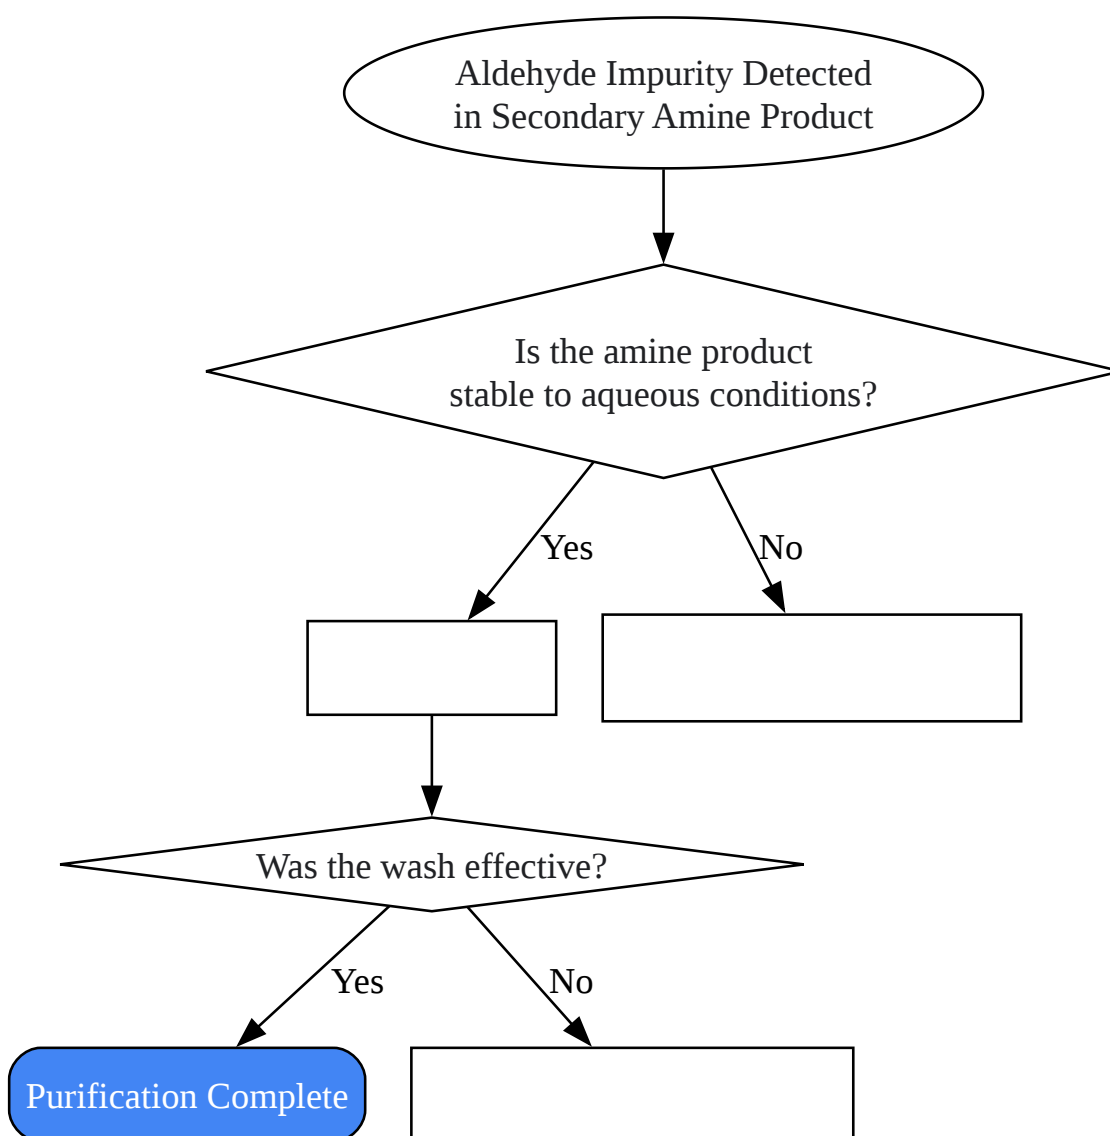 Aldehyde Impurity Detected
in Secondary Amine Product
Is the amine product
stable to aqueous conditions?
Yes
No
Was the wash effective?
Yes
No
Purification Complete